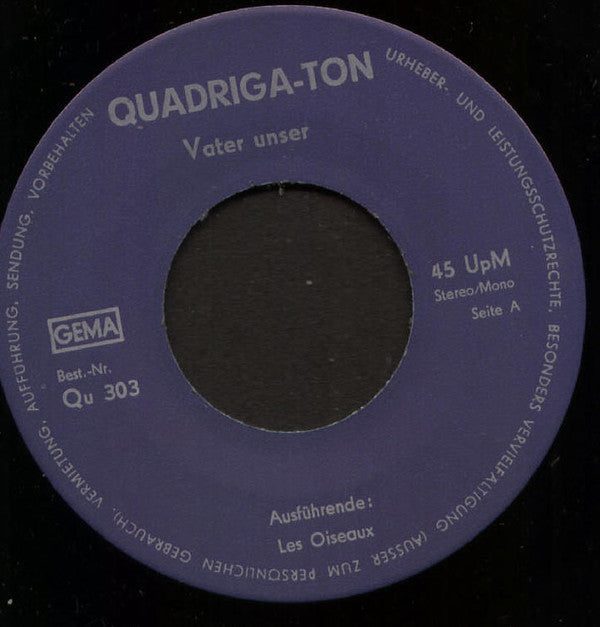 QUADRIGA-TON
Vater unser
45 UpM
Stereo/Mono
Seite A
GEMA
Best.-Nr.
Qu 303
Ausführende:
Les Oiseaux
URHEBER- UND LEISTUNGSSCHUTZRECHTE, BESONDERS VERVIELFÄLTIGUNG (AUSSER ZUM PERSÖNLICHEN GEBRAUCH), VERMIETUNG, AUFFÜHRUNG, SENDUNG, VORBEHALTEN